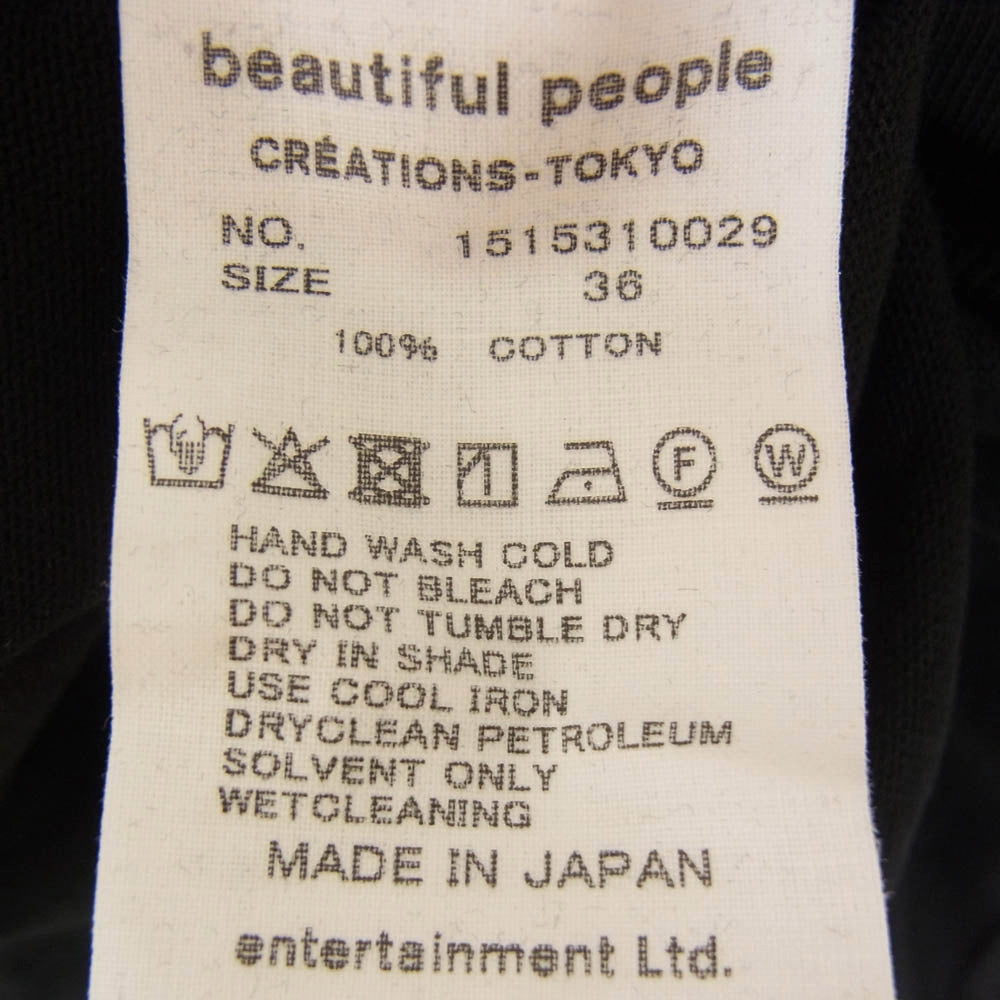 beautiful people
CRÉATIONS-TOKYO
NO. 1515310029
SIZE 36
100% COTTON
F W
HAND WASH COLD
DO NOT BLEACH
DO NOT TUMBLE DRY
DRY IN SHADE
USE COOL IRON
DRYCLEAN PETROLEUM
SOLVENT ONLY
WETCLEANING
MADE IN JAPAN
entertainment Ltd.